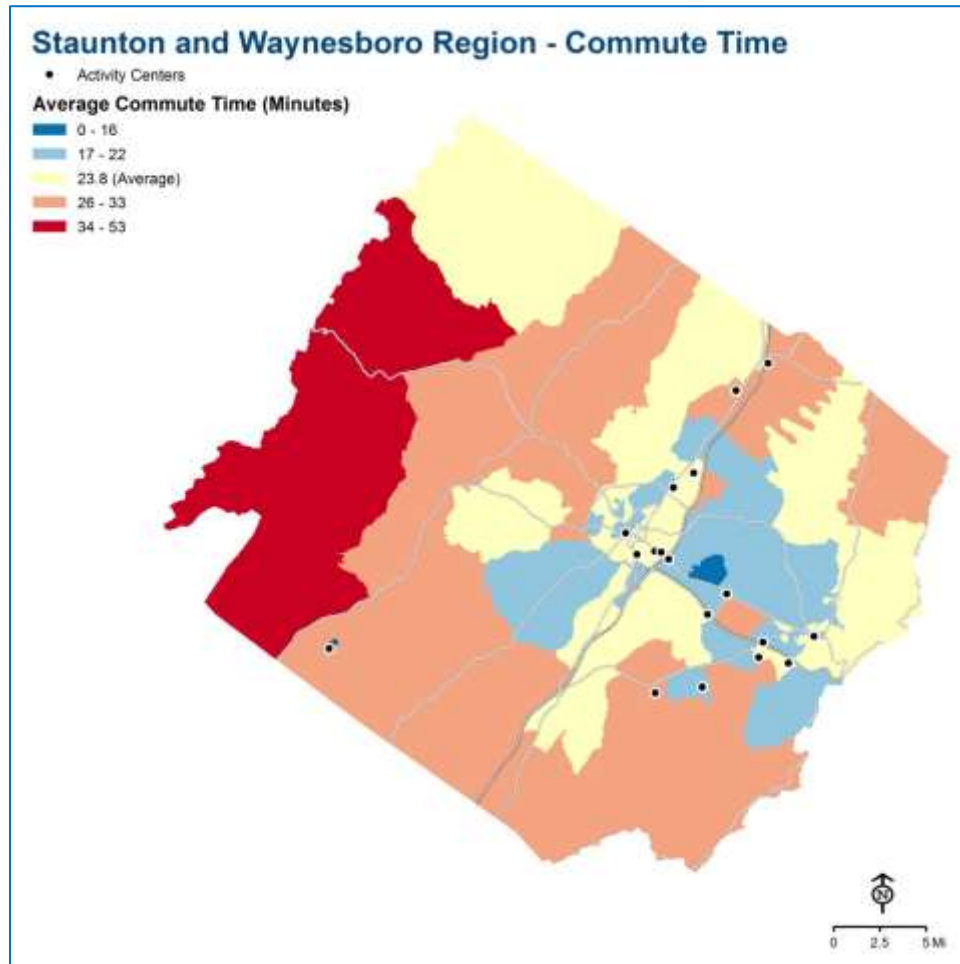 Staunton and Waynesboro Region - Commute Time
Activity Centers
Average Commute Time (Minutes)
0 - 16
17 - 22
23.8 (Average)
26 - 33
34 - 53
N
0 2.5 5 Mi